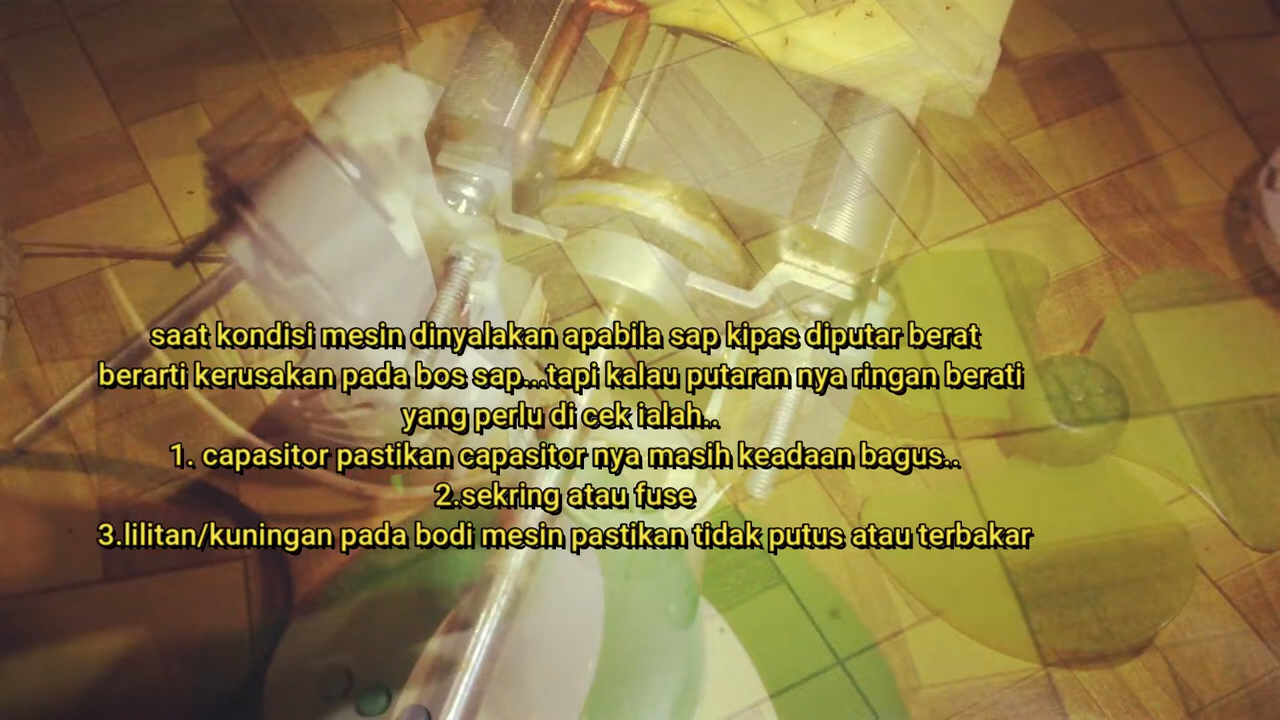 saat kondisi mesin dinyalakan apabila sap kipas diputar berat
berarti kerusakan pada bos sap...tapi kalau putaran nya ringan berati
yang perlu di cek ialah..
1. capasitor pastikan capasitor nya masih keadaan bagus..
2.sekring atau fuse
3.lilitan/kuningan pada bodi mesin pastikan tidak putus atau terbakar